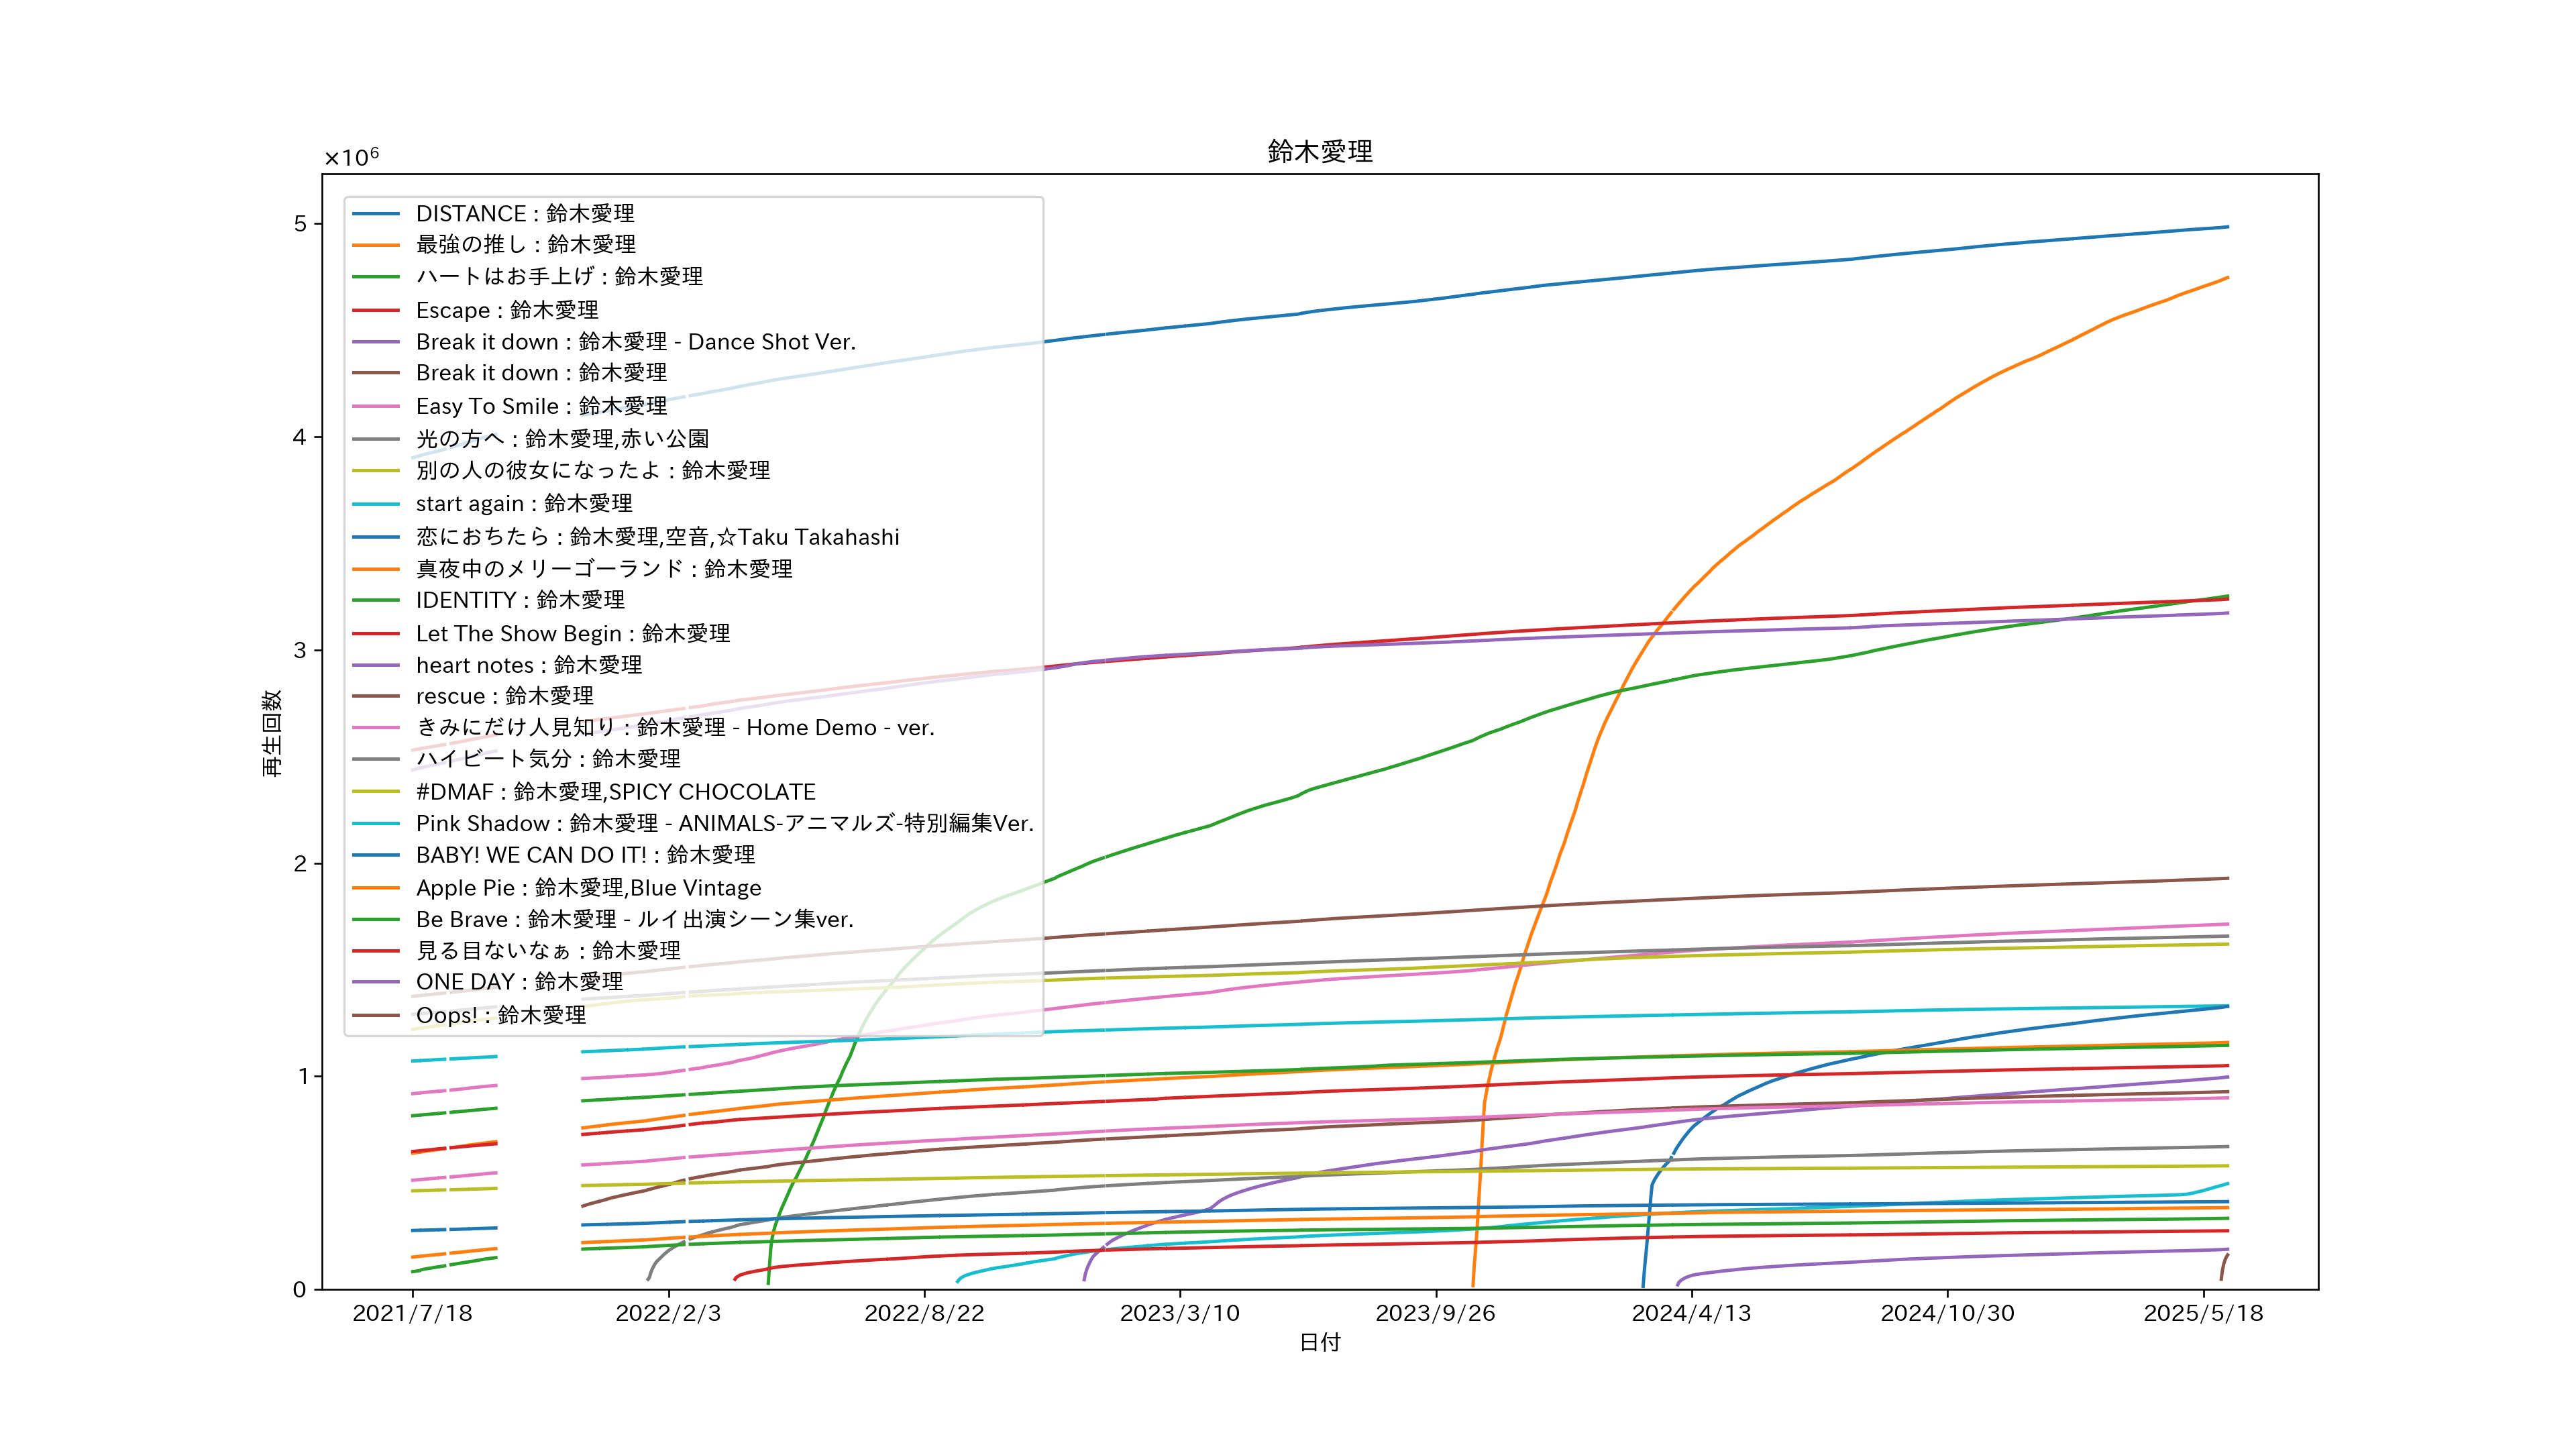 鈴木愛理
×10⁶
5
4
3
2
1
0
再生回数
DISTANCE : 鈴木愛理
最強の推し : 鈴木愛理
ハートはお手上げ : 鈴木愛理
Escape : 鈴木愛理
Break it down : 鈴木愛理 - Dance Shot Ver.
Break it down : 鈴木愛理
Easy To Smile : 鈴木愛理
光の方へ : 鈴木愛理,赤い公園
別の人の彼女になったよ : 鈴木愛理
start again : 鈴木愛理
恋におちたら : 鈴木愛理,空音,☆Taku Takahashi
真夜中のメリーゴーランド : 鈴木愛理
IDENTITY : 鈴木愛理
Let The Show Begin : 鈴木愛理
heart notes : 鈴木愛理
rescue : 鈴木愛理
きみにだけ人見知り : 鈴木愛理 - Home Demo - ver.
ハイビート気分 : 鈴木愛理
#DMAF : 鈴木愛理,SPICY CHOCOLATE
Pink Shadow : 鈴木愛理 - ANIMALS-アニマルズ-特別編集Ver.
BABY! WE CAN DO IT! : 鈴木愛理
Apple Pie : 鈴木愛理,Blue Vintage
Be Brave : 鈴木愛理 - ルイ出演シーン集ver.
見る目ないなぁ : 鈴木愛理
ONE DAY : 鈴木愛理
Oops! : 鈴木愛理
2021/7/18 2022/2/3 2022/8/22 2023/3/10 2023/9/26 2024/4/13 2024/10/30 2025/5/18
日付